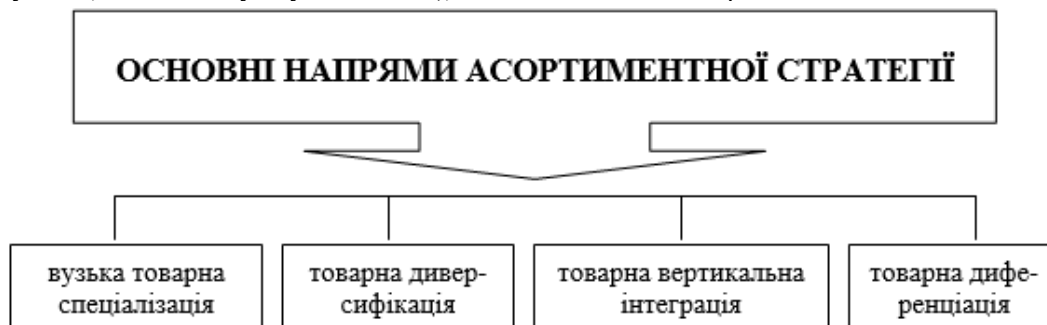 ОСНОВНІ НАПРЯМИ АСОРТИМЕНТНОЇ СТРАТЕГІЇ
вузька товарна
спеціалізація
товарна дивер-
сифікація
товарна вертикальна
інтеграція
товарна дифе-
ренціація